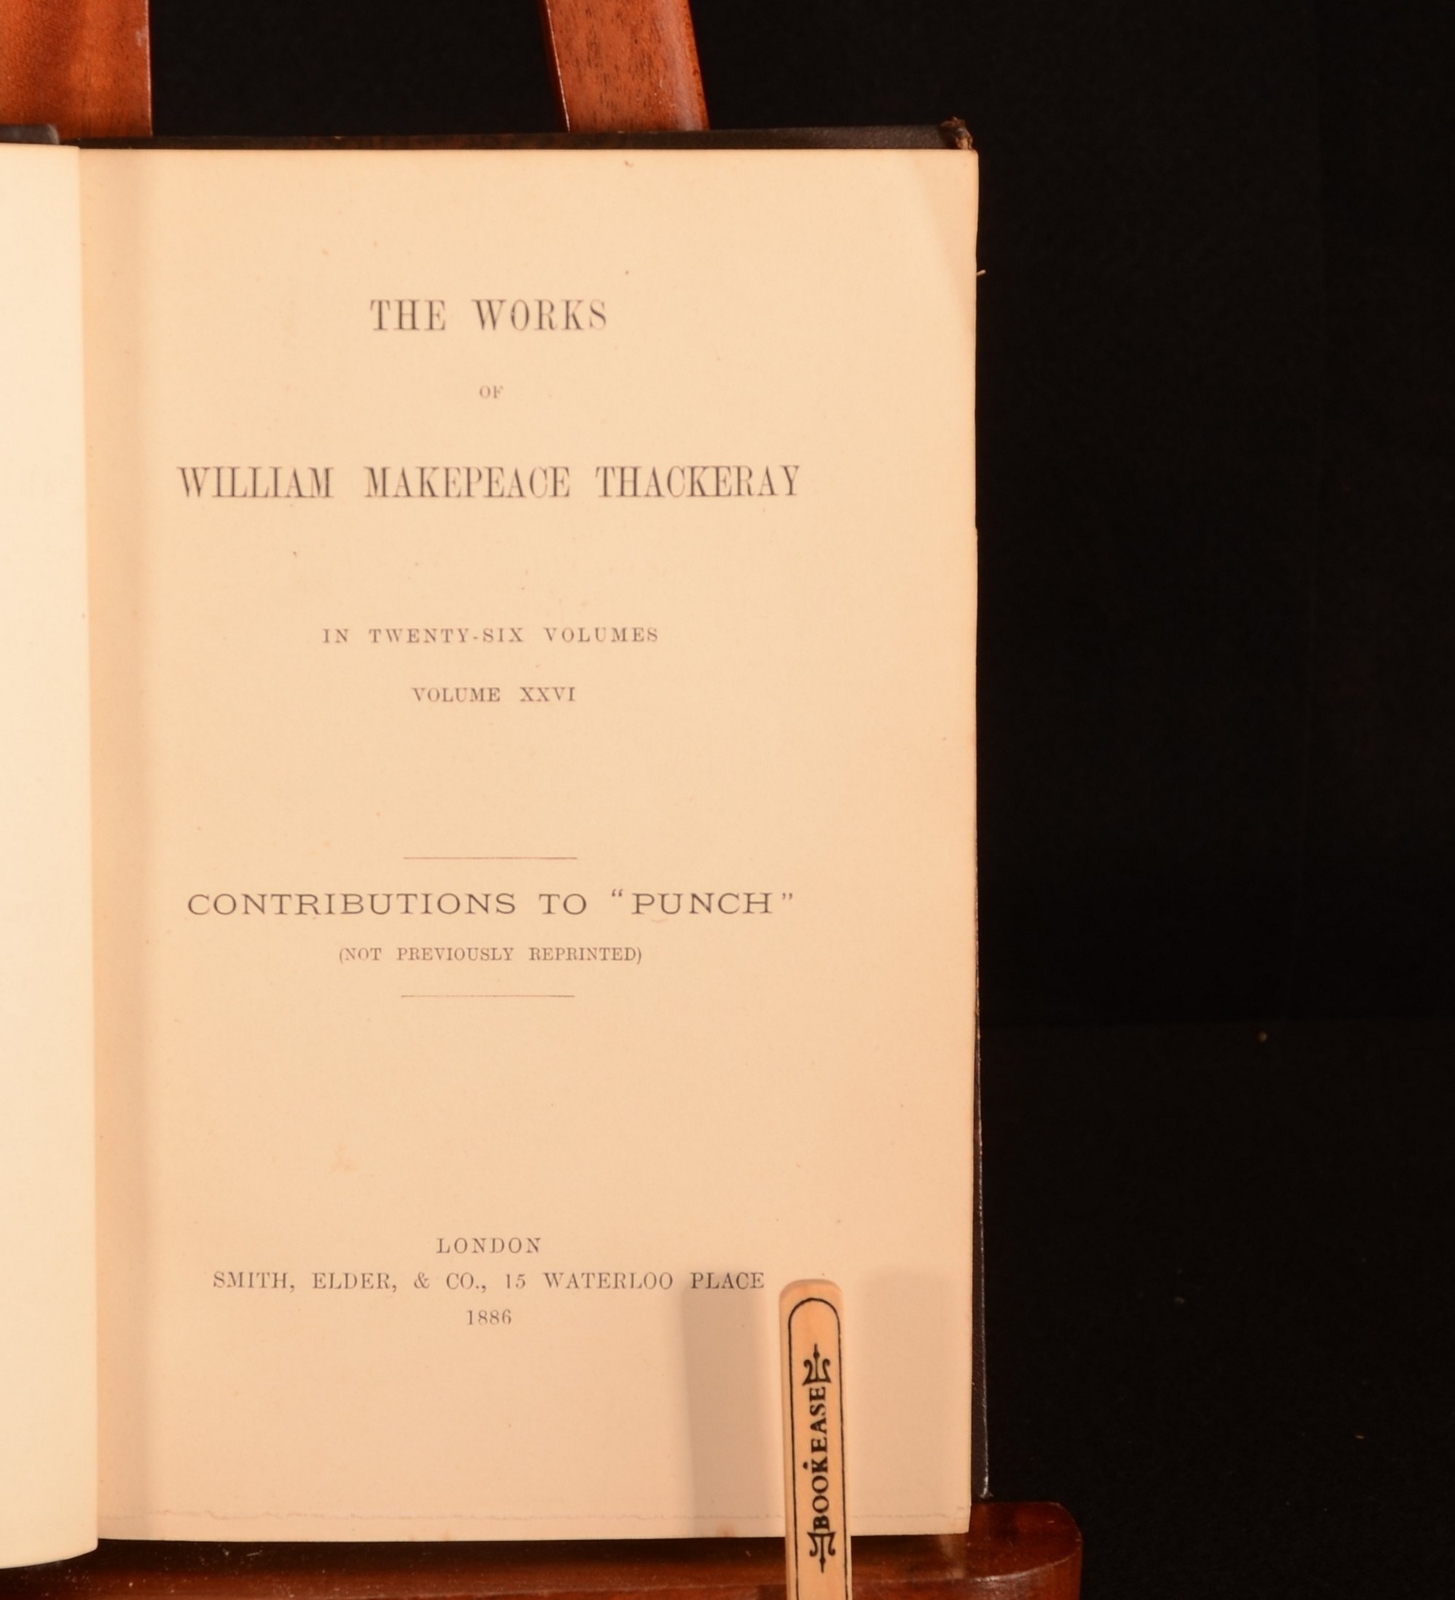 THE WORKS
OF
WILLIAM MAKEPEACE THACKERAY
IN TWENTY-SIX VOLUMES
VOLUME XXVI
CONTRIBUTIONS TO "PUNCH"
(NOT PREVIOUSLY REPRINTED)
LONDON
SMITH, ELDER, & CO., 15 WATERLOO PLACE
1886
BOOKEASE